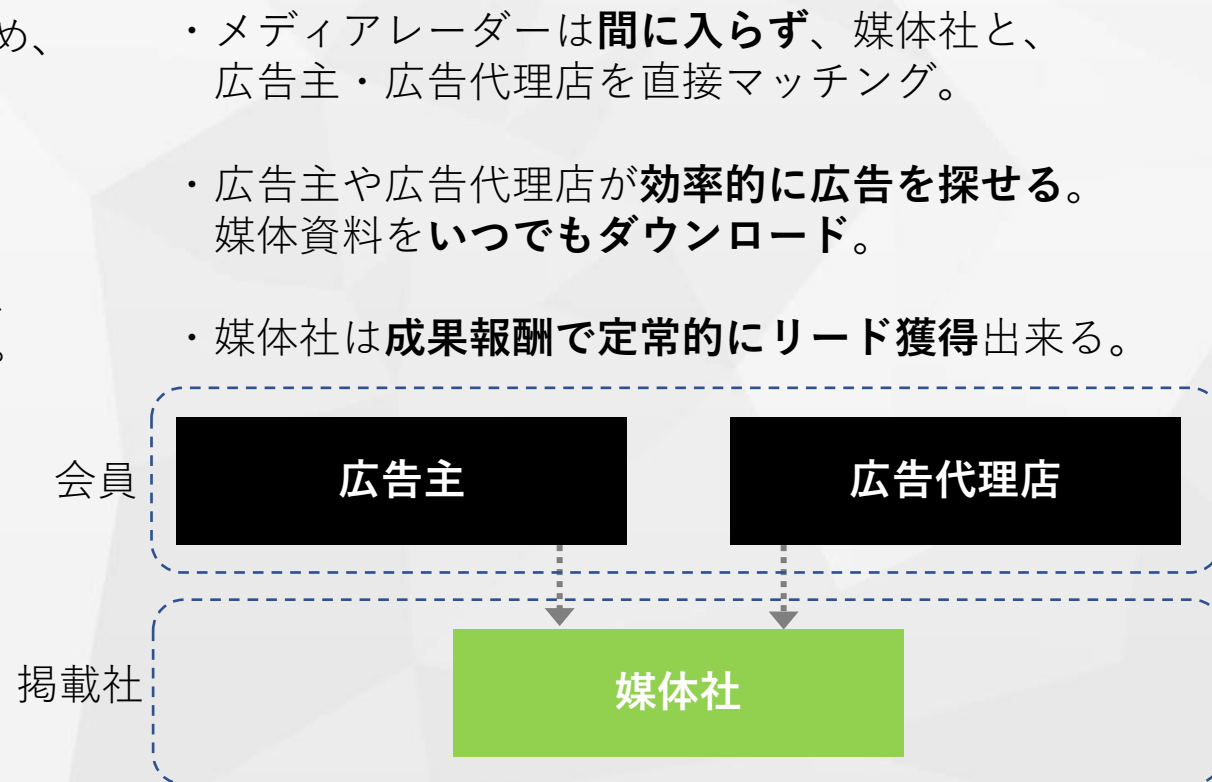 め、
。
・メディアレーダーは間に入らず、媒体社と、
広告主・広告代理店を直接マッチング。
・広告主や広告代理店が効率的に広告を探せる。
媒体資料をいつでもダウンロード。
・媒体社は成果報酬で定常的にリード獲得出来る。
会員
広告主
広告代理店
掲載社
媒体社